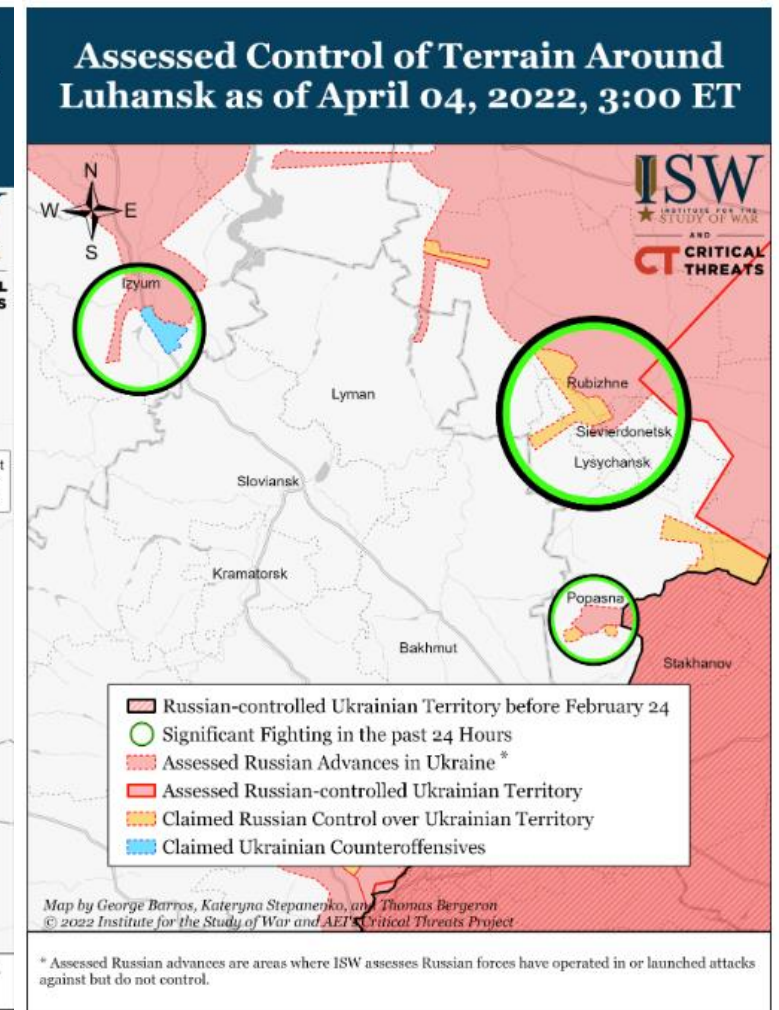 Assessed Control of Terrain Around
Luhansk as of April 04, 2022, 3:00 ET
N
W
E
S
ISW
INSTITUTE FOR THE
STUDY OF WAR
AND
CT CRITICAL
THREATS
Izyum
Rubizhne
Lyman
Sievierdonetsk
Lysychansk
Sloviansk
Kramatorsk
Popasna
Bakhmut
Stakhanov
Russian-controlled Ukrainian Territory before February 24
Significant Fighting in the past 24 Hours
Assessed Russian Advances in Ukraine *
Assessed Russian-controlled Ukrainian Territory
Claimed Russian Control over Ukrainian Territory
Claimed Ukrainian Counteroffensives
Map by George Barros, Kateryna Stepanenko, and Thomas Bergeron
© 2022 Institute for the Study of War and AEI's Critical Threats Project
* Assessed Russian advances are areas where ISW assesses Russian forces have operated in or launched attacks
against but do not control.